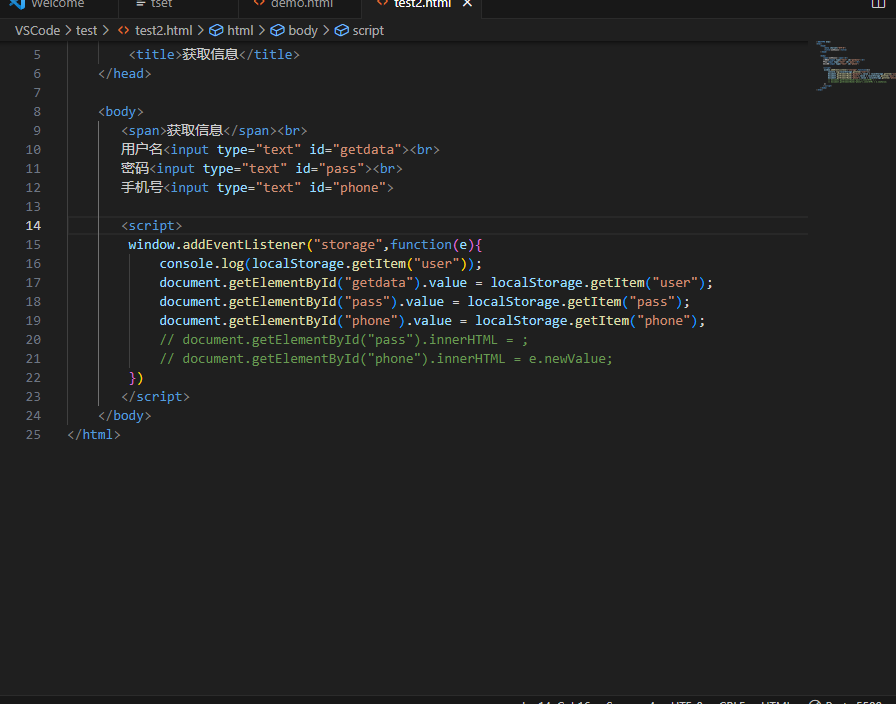 Welcome tset demo.html test2.html
VSCode > test > test2.html > html > body > script
5 <title>获取信息</title>
6 </head>
7
8 <body>
9 <span>获取信息</span><br>
10 用户名<input type="text" id="getdata"><br>
11 密码<input type="text" id="pass"><br>
12 手机号<input type="text" id="phone">
13
14 <script>
15 window.addEventListener("storage",function(e){
16 console.log(localStorage.getItem("user"));
17 document.getElementById("getdata").value = localStorage.getItem("user");
18 document.getElementById("pass").value = localStorage.getItem("pass");
19 document.getElementById("phone").value = localStorage.getItem("phone");
20 // document.getElementById("pass").innerHTML = ;
21 // document.getElementById("phone").innerHTML = e.newValue;
22 })
23 </script>
24 </body>
25 </html>